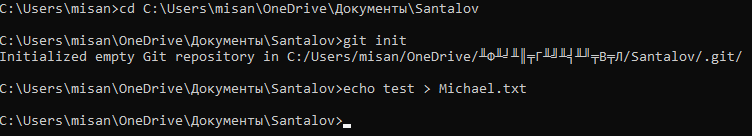 C:\Users\misan>cd C:\Users\misan\OneDrive\Документы\Santalov
C:\Users\misan\OneDrive\Документы\Santalov>git init
Initialized empty Git repository in C:/Users/misan/OneDrive/╨Ф╨╛╨║╤Г╨╝╨╡╨╜╤В╤Л/Santalov/.git/
C:\Users\misan\OneDrive\Документы\Santalov>echo test > Michael.txt
C:\Users\misan\OneDrive\Документы\Santalov>